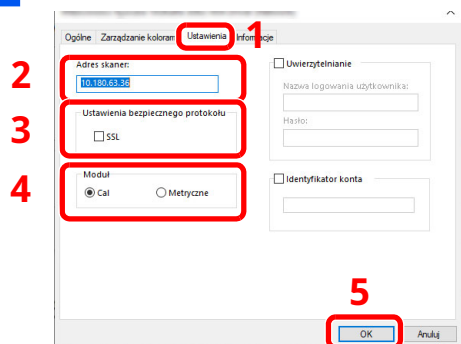 1
Ogólne Zarządzanie koloram Ustawienia Informacje
2
Adres skaner:
10.180.63.36
3
Ustawienia bezpiecznego protokołu
SSL
4
Moduł
Cal Metryczne
Uwierzytelnianie
Nazwa logowania użytkownika:
Hasło:
Identyfikator konta
5
OK Anuluj